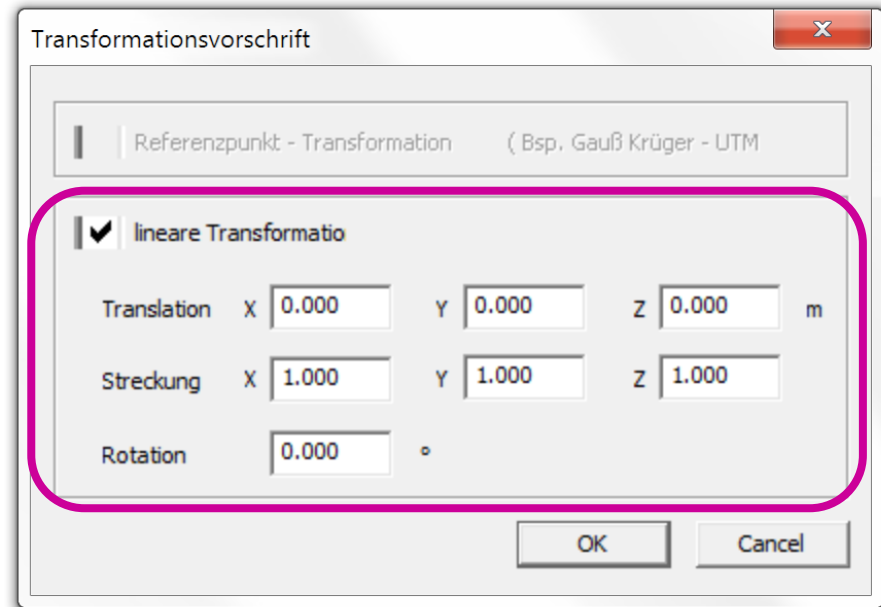 Transformationsvorschrift
Referenzpunkt - Transformation ( Bsp. Gauß Krüger - UTM
lineare Transformatio
Translation X 0.000 Y 0.000 Z 0.000 m
Streckung X 1.000 Y 1.000 Z 1.000
Rotation 0.000 °
OK Cancel